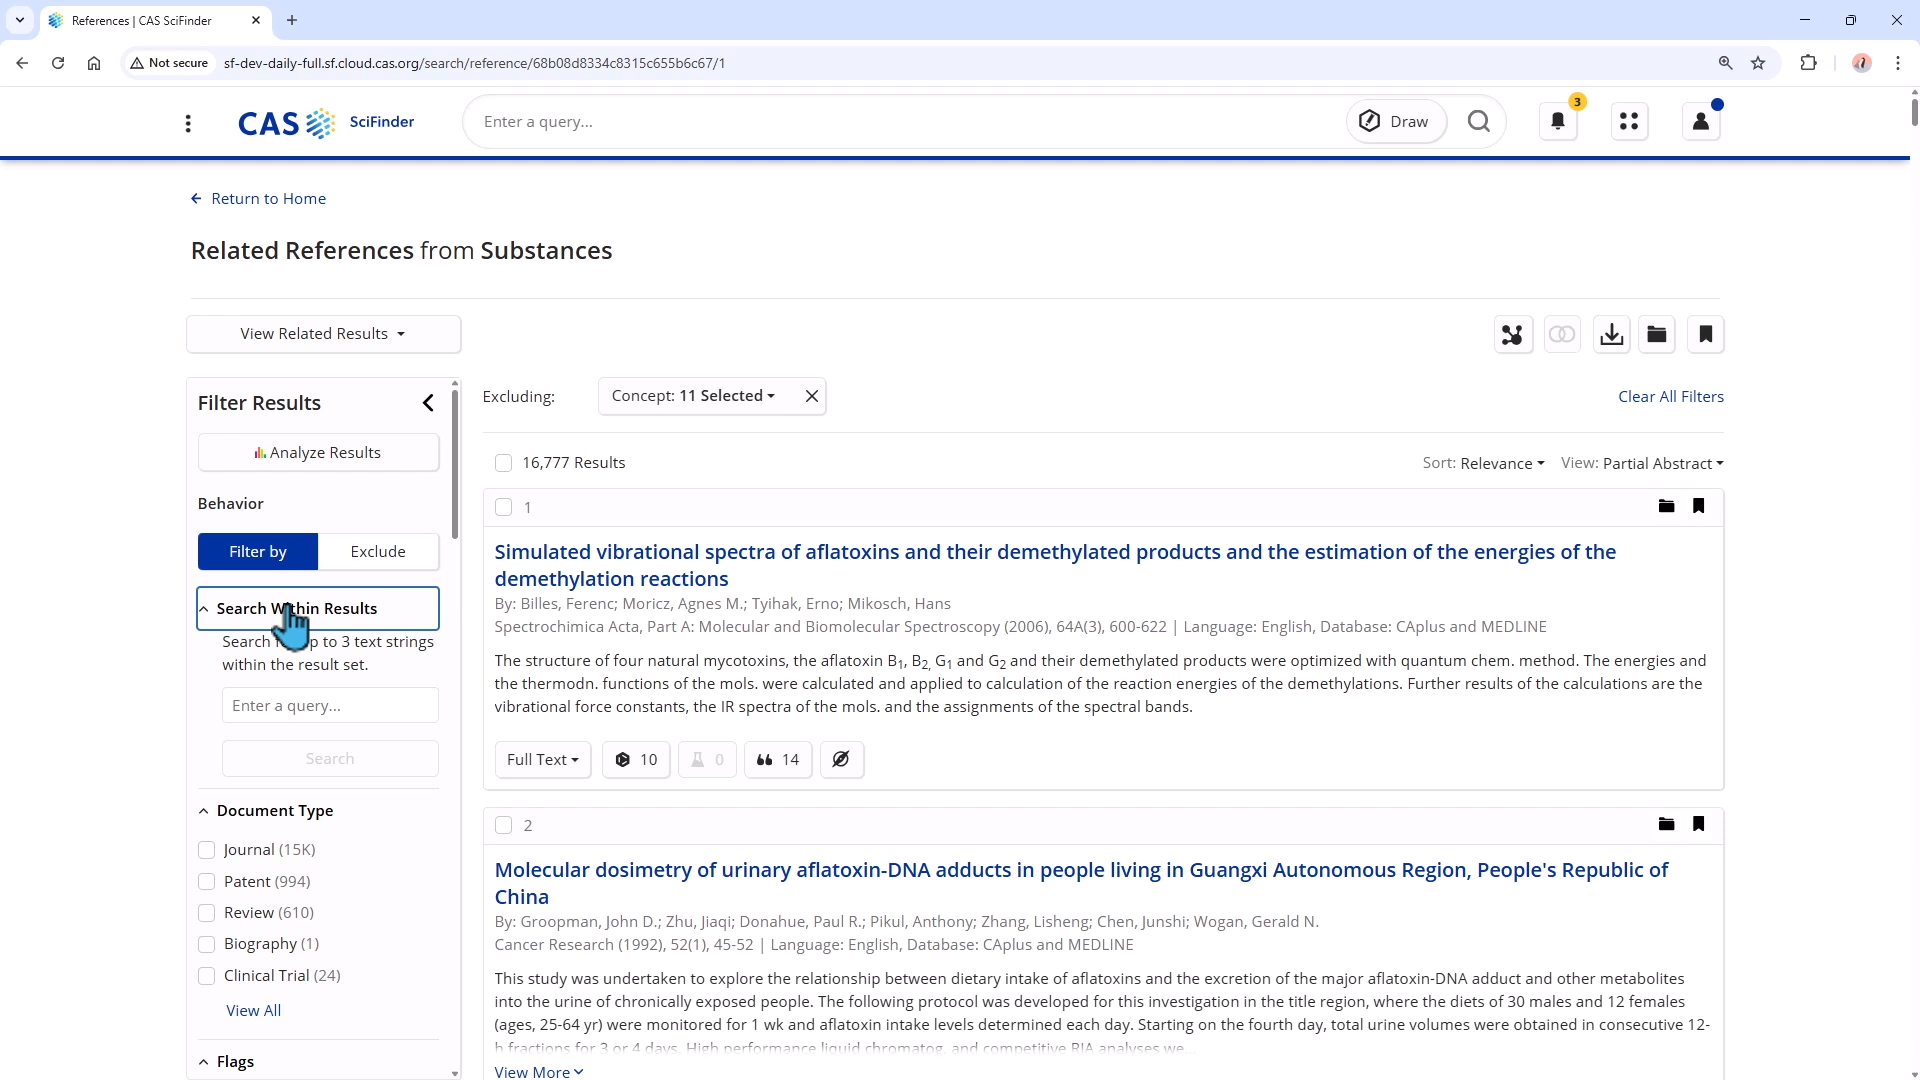 References | CAS SciFinder
Not secure
sf-dev-daily-full.sf.cloud.cas.org/search/reference/68b08d8334c8315c655b6c67/1
CAS SciFinder
Enter a query...
Draw
3
Return to Home
Related References from Substances
View Related Results
Filter Results
Analyze Results
Behavior
Filter by
Exclude
Search Within Results
Search up to 3 text strings
within the result set.
Enter a query...
Search
Document Type
Journal (15K)
Patent (994)
Review (610)
Biography (1)
Clinical Trial (24)
View All
Flags
Excluding:
Concept: 11 Selected
Clear All Filters
16,777 Results
Sort: Relevance
View: Partial Abstract
1
Simulated vibrational spectra of aflatoxins and their demethylated products and the estimation of the energies of the
demethylation reactions
By: Billes, Ferenc; Moricz, Agnes M.; Tyihak, Erno; Mikosch, Hans
Spectrochimica Acta, Part A: Molecular and Biomolecular Spectroscopy (2006), 64A(3), 600-622 | Language: English, Database: CAplus and MEDLINE
The structure of four natural mycotoxins, the aflatoxin B1, B2, G1 and G2 and their demethylated products were optimized with quantum chem. method. The energies and
the thermodn. functions of the mols. were calculated and applied to calculation of the reaction energies of the demethylations. Further results of the calculations are the
vibrational force constants, the IR spectra of the mols. and the assignments of the spectral bands.
Full Text
10
0
14
2
Molecular dosimetry of urinary aflatoxin-DNA adducts in people living in Guangxi Autonomous Region, People's Republic of
China
By: Groopman, John D.; Zhu, Jiaqi; Donahue, Paul R.; Pikul, Anthony; Zhang, Lisheng; Chen, Junshi; Wogan, Gerald N.
Cancer Research (1992), 52(1), 45-52 | Language: English, Database: CAplus and MEDLINE
This study was undertaken to explore the relationship between dietary intake of aflatoxins and the excretion of the major aflatoxin-DNA adduct and other metabolites
into the urine of chronically exposed people. The following protocol was developed for this investigation in the title region, where the diets of 30 males and 12 females
(ages, 25-64 yr) were monitored for 1 wk and aflatoxin intake levels determined each day. Starting on the fourth day, total urine volumes were obtained in consecutive 12-
h fractions for 3 or 4 days. High performance liquid chromatog. and competitive RIA analyses we...
View More